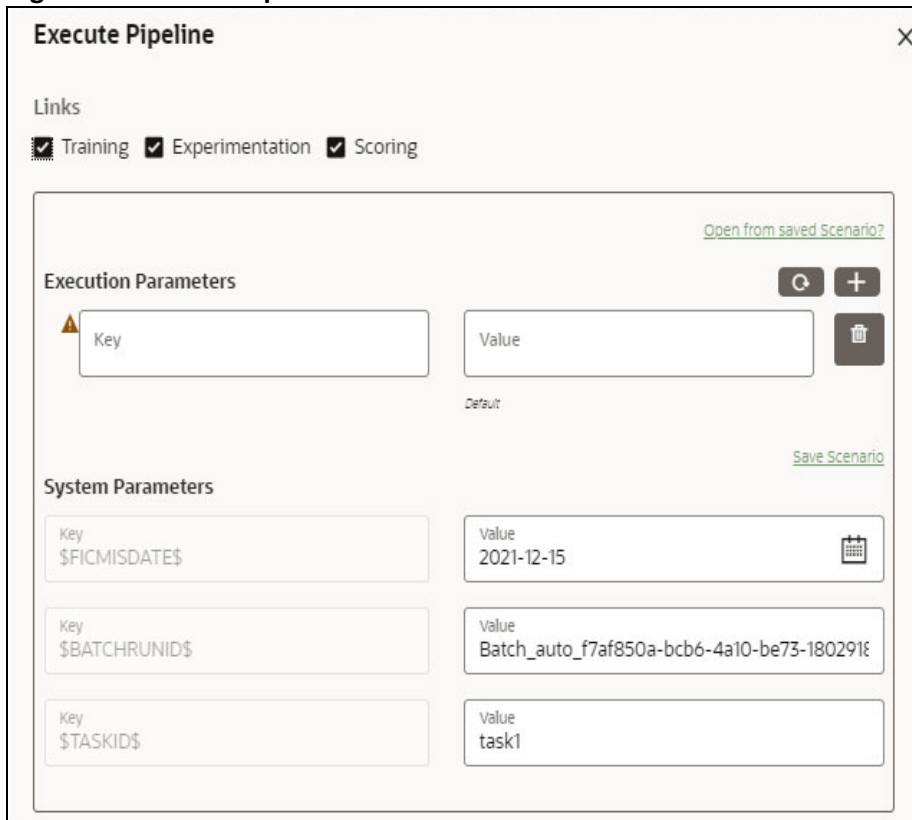 Execute Pipeline
Links
Training Experimentation Scoring
Open from saved Scenario?
Execution Parameters
Key Value
Default
Save Scenario
System Parameters
Key Value
$FICMISDATE$ 2021-12-15
Key Value
$BATCHRUNID$ Batch_auto_f7af850a-bcb6-4a10-be73-1802918
Key Value
$TASKID$ task1